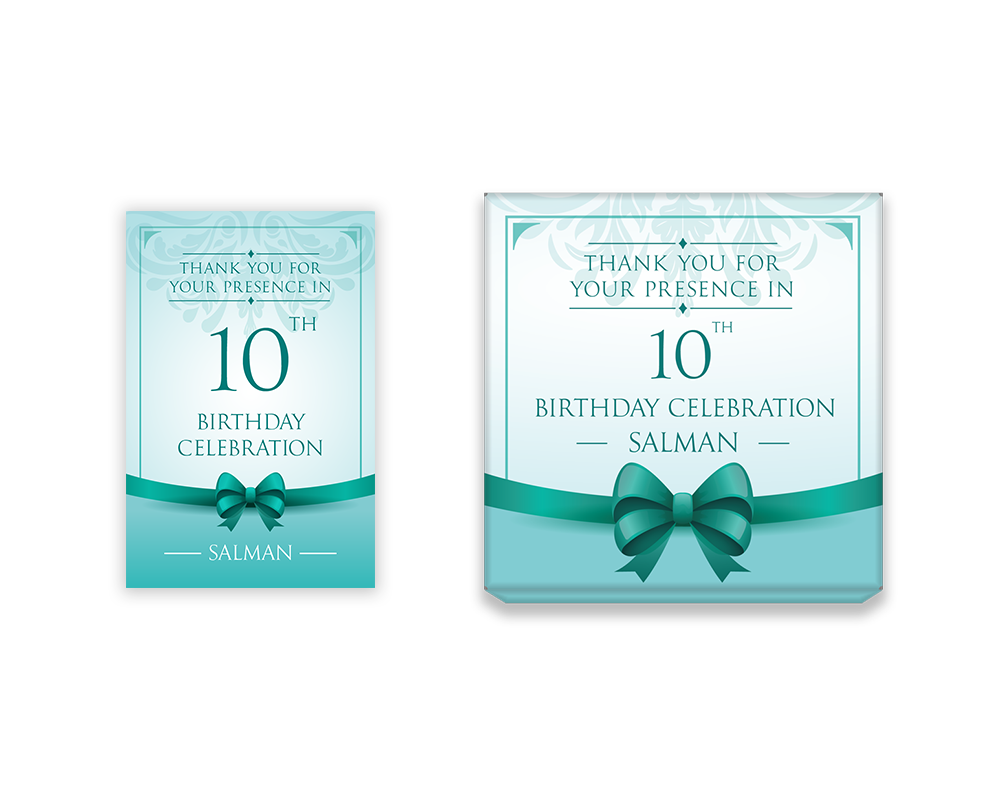 THANK YOU FOR
YOUR PRESENCE IN
10TH
BIRTHDAY
CELEBRATION
SALMAN
THANK YOU FOR
YOUR PRESENCE IN
10TH
BIRTHDAY CELEBRATION
SALMAN